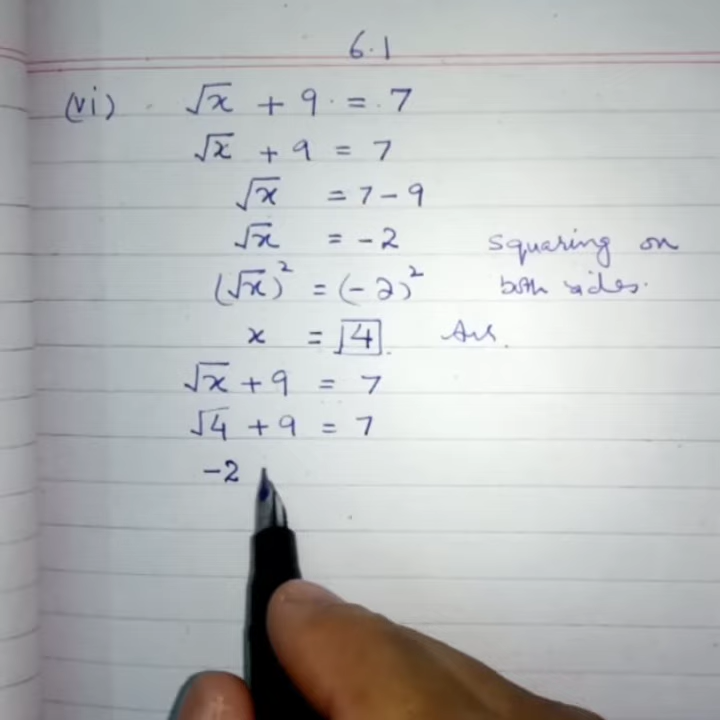 6.1
(vi) √x + 9 = 7
√x + 9 = 7
√x = 7 - 9
√x = -2 squaring on
(√x)² = (-2)² both sides.
x = 4 Ans.
√x + 9 = 7
√4 + 9 = 7
-2